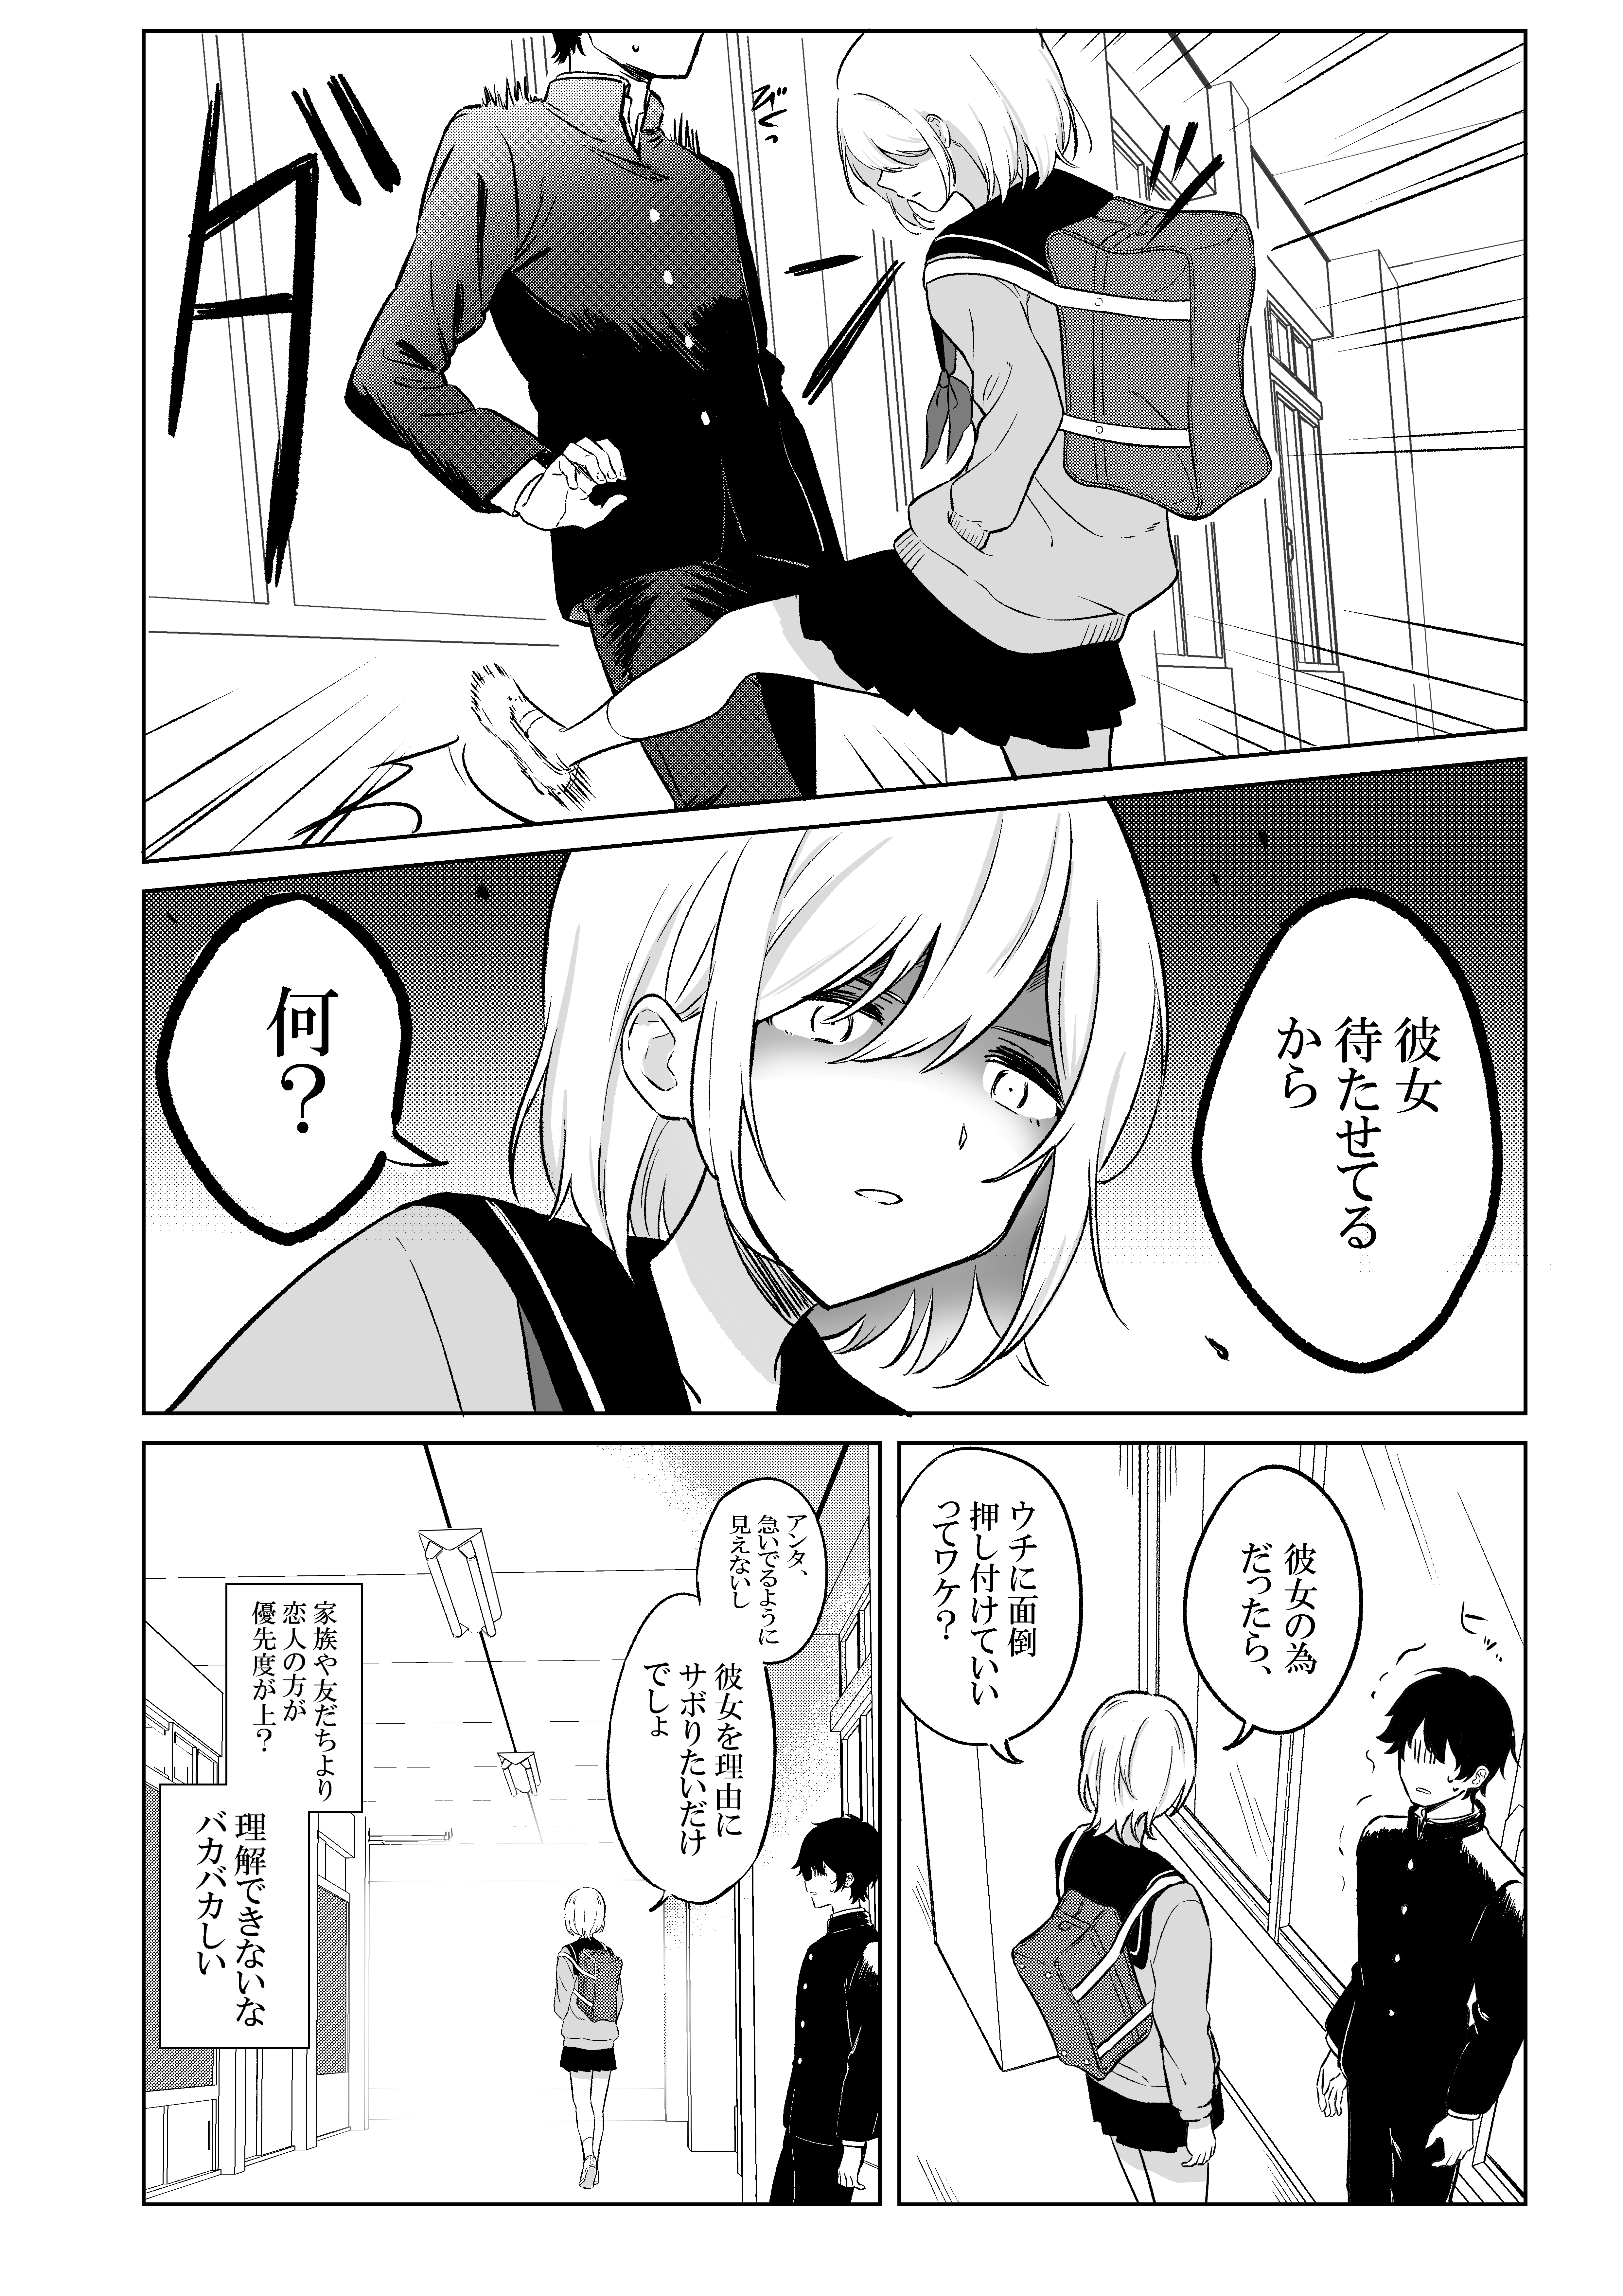 ダンッ
びくっ
彼女
待たせてる
から
何?
彼女の為
だったら、
ウチに面倒
押し付けていい
ってワケ?
ヒュッ
アンタ、
急いでるように
見えないし
彼女を理由に
サボりたいだけ
でしょ
家族や友だちより
恋人の方が
優先度が上?
理解できないな
バカバカしい